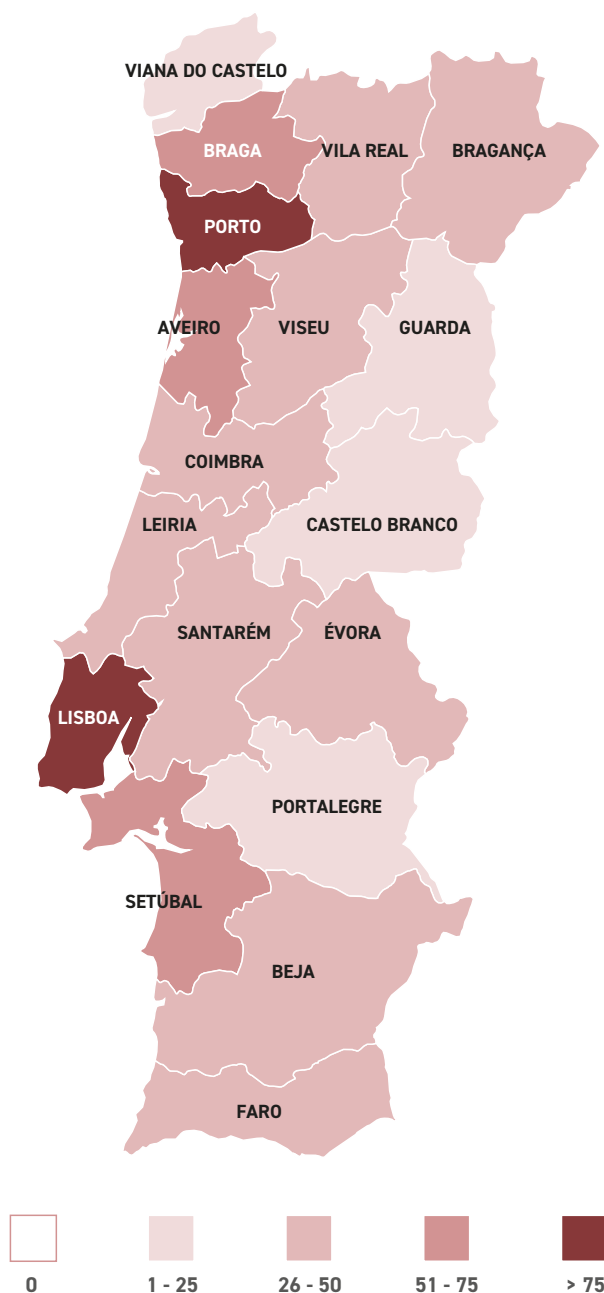 VIANA DO CASTELO
BRAGA
VILA REAL
BRAGANÇA
PORTO
AVEIRO
VISEU
GUARDA
COIMBRA
LEIRIA
CASTELO BRANCO
SANTARÉM
ÉVORA
LISBOA
PORTALEGRE
SETÚBAL
BEJA
FARO
0
1 - 25
26 - 50
51 - 75
> 75